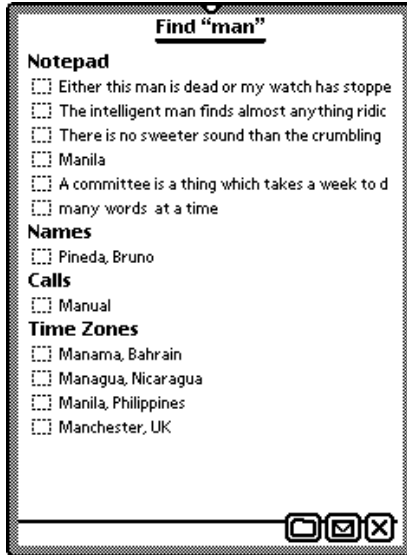 Find “man”
Notepad
Either this man is dead or my watch has stoppe
The intelligent man finds almost anything ridic
There is no sweeter sound than the crumbling
Manila
A committee is a thing which takes a week to d
many words at a time
Names
Pineda, Bruno
Calls
Manual
Time Zones
Manama, Bahrain
Managua, Nicaragua
Manila, Philippines
Manchester, UK